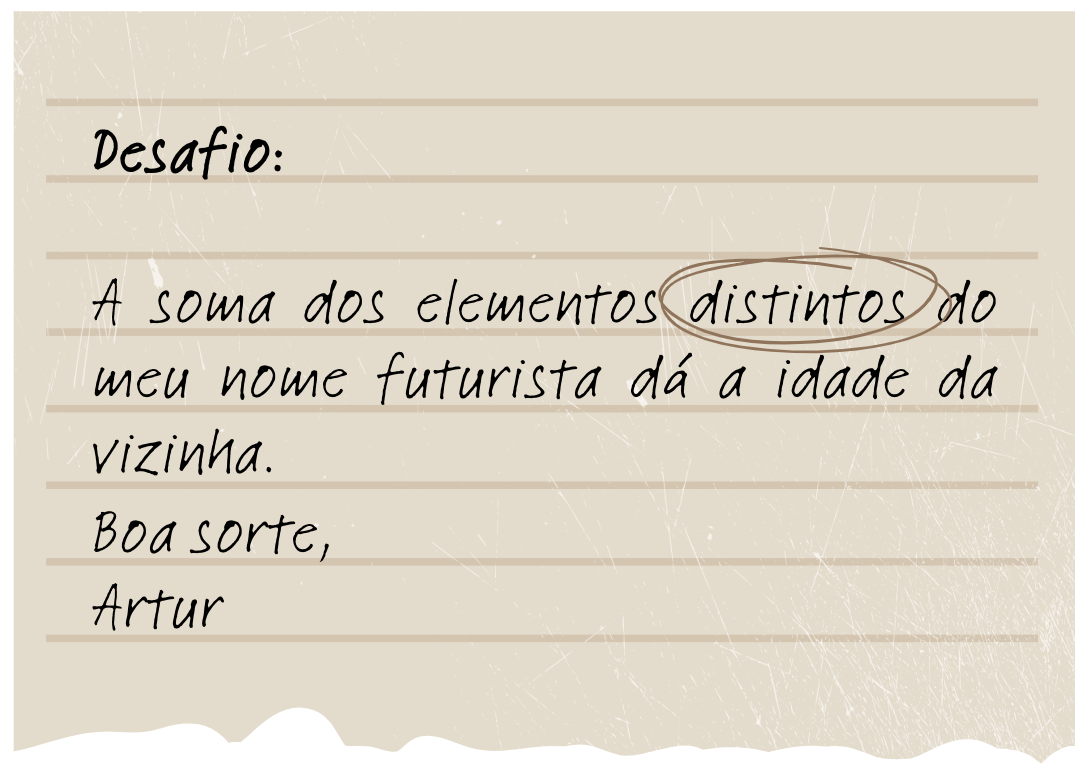 Desafio:
A soma dos elementos distintos do
meu nome futurista dá a idade da
vizinha.
Boa sorte,
Artur